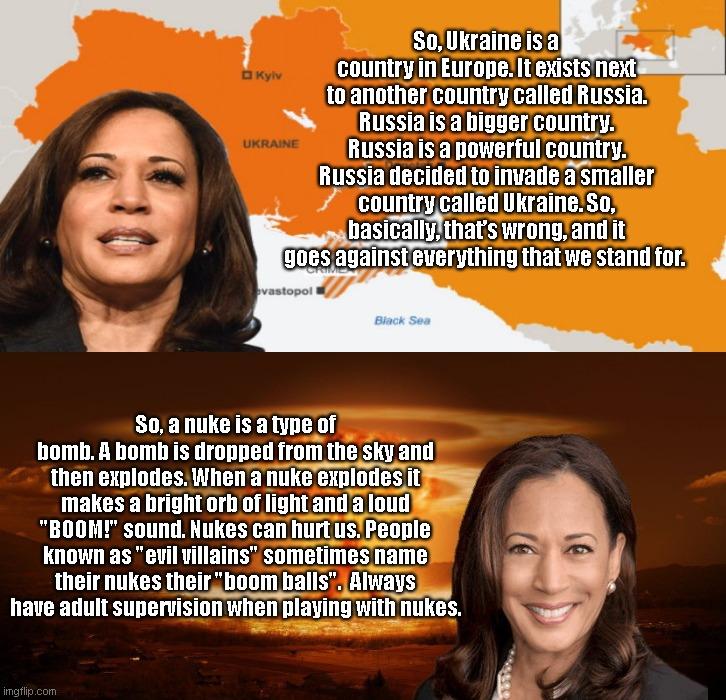 So, Ukraine is a
country in Europe. It exists next
to another country called Russia.
Russia is a bigger country.
Russia is a powerful country.
Russia decided to invade a smaller
country called Ukraine. So,
basically, that's wrong, and it
goes against everything that we stand for.
Kyiv
UKRAINE
CRIMEA
evastopol
Black Sea
So, a nuke is a type of
bomb. A bomb is dropped from the sky and
then explodes. When a nuke explodes it
makes a bright orb of light and a loud
"BOOM!" sound. Nukes can hurt us. People
known as "evil villains" sometimes name
their nukes their "boom balls".  Always
have adult supervision when playing with nukes.
imgflip.com